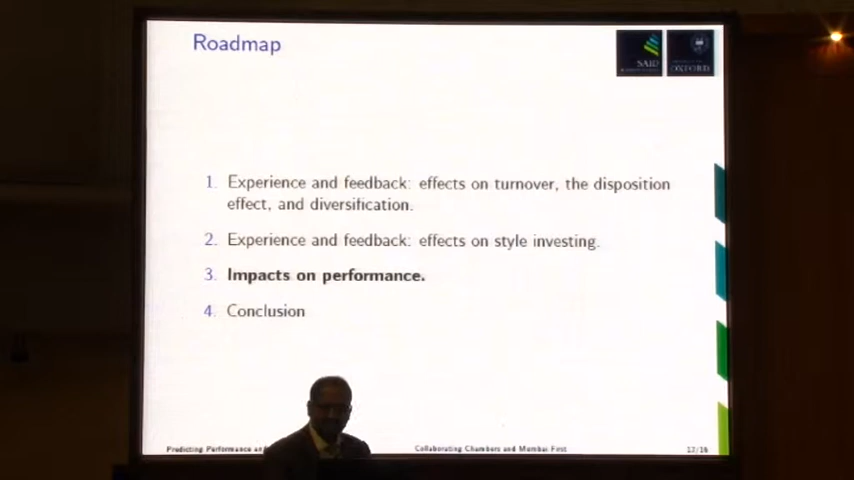 Roadmap
SAID
OXFORD
1. Experience and feedback: effects on turnover, the disposition
effect, and diversification.
2. Experience and feedback: effects on style investing.
3. Impacts on performance.
4. Conclusion
Predicting Performance an
Collaborating Chambers and Mumbai First